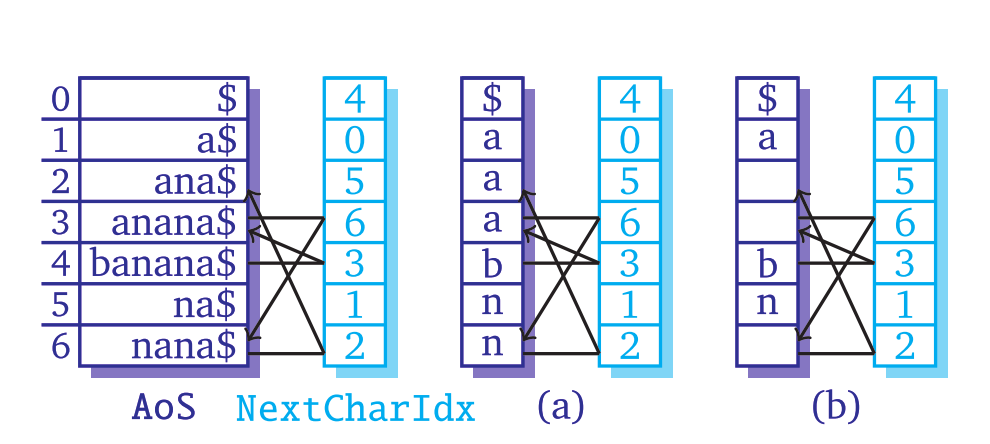 0 $ 4 $ 4 $ 4
1 a$ 0 a 0 a 0
2 ana$ 5 a 5 5
3 anana$ 6 a 6 6
4 banana$ 3 b 3 b 3
5 na$ 1 n 1 n 1
6 nana$ 2 n 2 2
AoS NextCharIdx (a) (b)